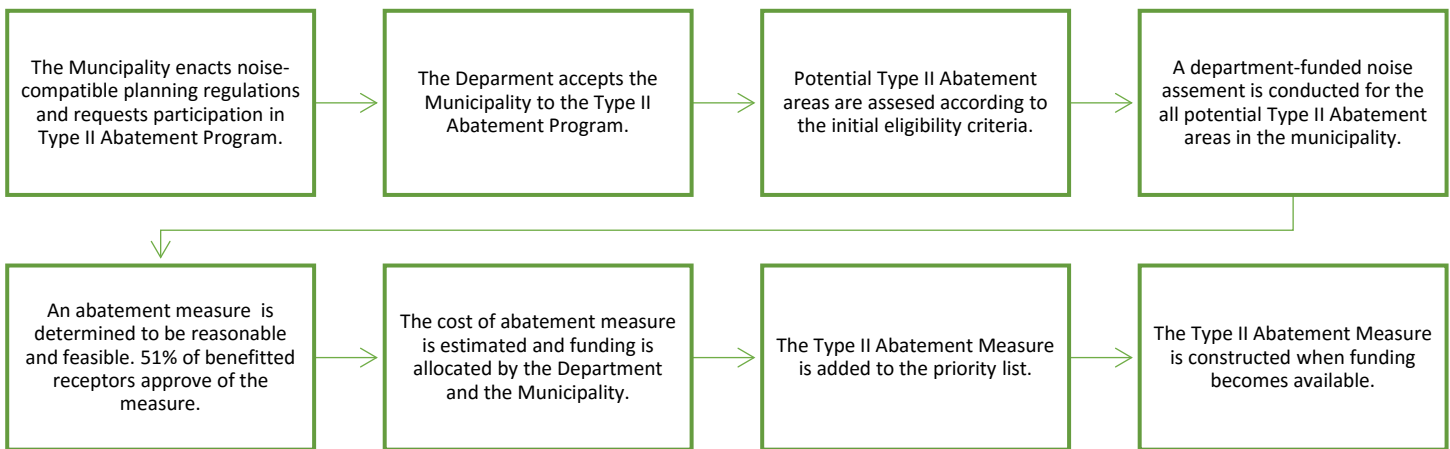 The Muncipality enacts noise-
compatible planning regulations
and requests participation in
Type II Abatement Program.
The Deparment accepts the
Municipality to the Type II
Abatement Program.
Potential Type II Abatement
areas are assesed according to
the initial eligibility criteria.
A department-funded noise
assement is conducted for the
all potential Type II Abatement
areas in the municipality.
An abatement measure is
determined to be reasonable
and feasible. 51% of benefitted
receptors approve of the
measure.
The cost of abatement measure
is estimated and funding is
allocated by the Department
and the Municipality.
The Type II Abatement Measure
is added to the priority list.
The Type II Abatement Measure
is constructed when funding
becomes available.